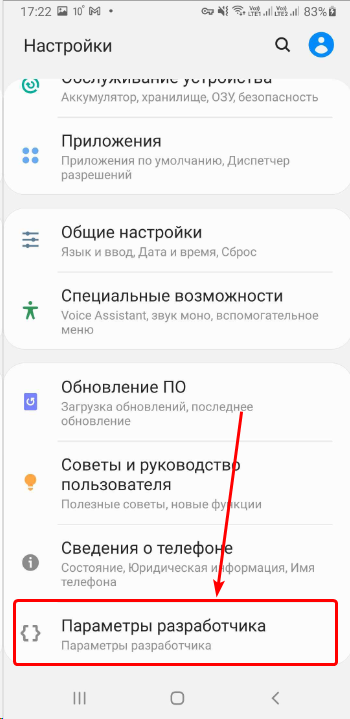 17:22 10° 83%
Настройки
Обслуживание устройства
Аккумулятор, хранилище, ОЗУ, безопасность
Приложения
Приложения по умолчанию, Диспетчер
разрешений
Общие настройки
Язык и ввод, Дата и время, Сброс
Специальные возможности
Voice Assistant, звук моно, вспомогательное
меню
Обновление ПО
Загрузка обновлений, последнее
обновление
Советы и руководство
пользователя
Полезные советы, новые функции
Сведения о телефоне
Состояние, Юридическая информация, Имя
телефона
Параметры разработчика
Параметры разработчика